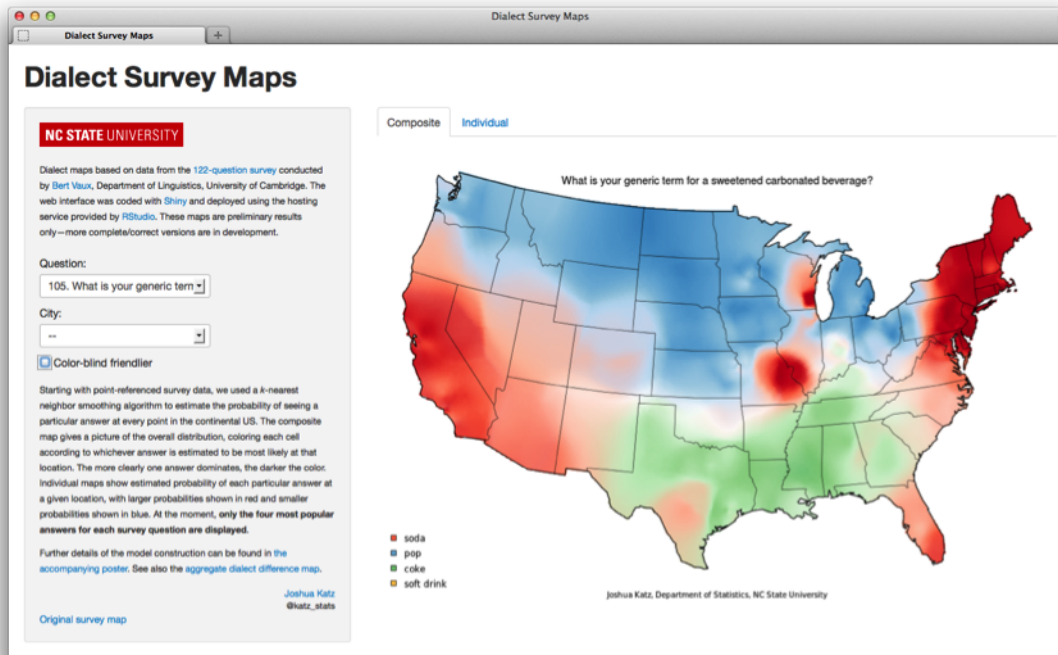 Dialect Survey Maps
Dialect Survey Maps
+
Dialect Survey Maps
NC STATE UNIVERSITY
Dialect maps based on data from the 122-question survey conducted
by Bert Vaux, Department of Linguistics, University of Cambridge. The
web interface was coded with Shiny and deployed using the hosting
service provided by RStudio. These maps are preliminary results
only—more complete/correct versions are in development.
Question:
105. What is your generic tern
City:
--
Color-blind friendlier
Starting with point-referenced survey data, we used a k-nearest
neighbor smoothing algorithm to estimate the probability of seeing a
particular answer at every point in the continental US. The composite
map gives a picture of the overall distribution, coloring each cell
according to whichever answer is estimated to be most likely at that
location. The more clearly one answer dominates, the darker the color.
Individual maps show estimated probability of each particular answer at
a given location, with larger probabilities shown in red and smaller
probabilities shown in blue. At the moment, only the four most popular
answers for each survey question are displayed.
Further details of the model construction can be found in the
accompanying poster. See also the aggregate dialect difference map.
Joshua Katz
@katz_stats
Original survey map
Composite
Individual
What is your generic term for a sweetened carbonated beverage?
soda
pop
coke
soft drink
Joshua Katz, Department of Statistics, NC State University